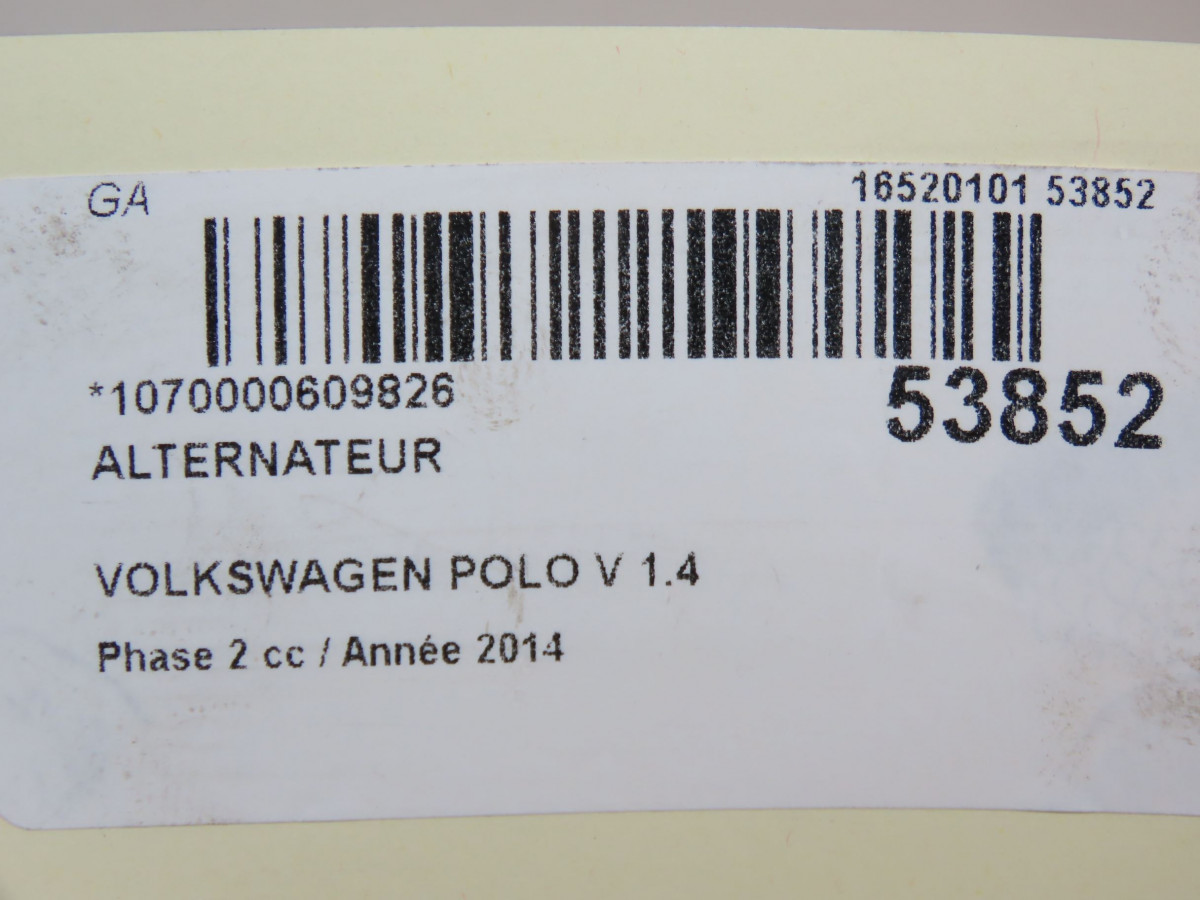 GA 16520101 53852
*1070000609826
53852
ALTERNATEUR
VOLKSWAGEN POLO V 1.4
Phase 2 cc / Année 2014